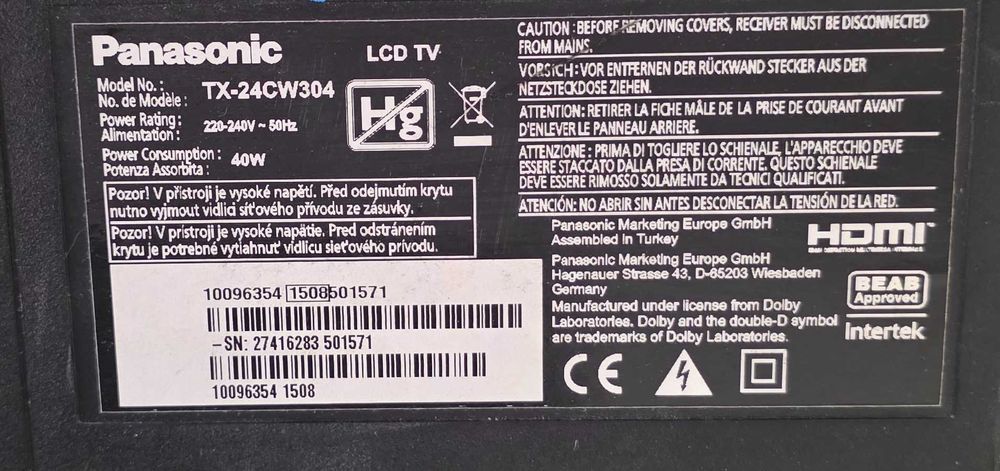 Panasonic
LCD TV
Model No. :
No. de Modèle :
TX-24CW304
Power Rating :
Alimentation :
220-240V ~ 50Hz
Power Consumption :
Potenza Assorbita :
40W
Hg
Pozor! V přístroji je vysoké napětí. Před odejmutím krytu
nutno vyjmout vidlici síťového přívodu ze zásuvky.
Pozor! V prístroji je vysoké napätie. Pred odstránením
krytu je potrebné vytiahnuť vidlicu sieťového prívodu.
10096354 1508 501571
-SN: 27416283 501571
10096354 1508
CAUTION : BEFORE REMOVING COVERS, RECEIVER MUST BE DISCONNECTED
FROM MAINS.
VORSICH : VOR ENTFERNEN DER RÜCKWAND STECKER AUS DER
NETZSTECKDOSE ZIEHEN.
ATTENTION : RETIRER LA FICHE MÂLE DE LA PRISE DE COURANT AVANT
D'ENLEVER LE PANNEAU ARRIERE.
ATTENZIONE : PRIMA DI TOGLIERE LO SCHIENALE, L'APPARECCHIO DEVE
ESSERE STACCATO DALLA PRESA DI CORRENTE. QUESTO SCHIENALE
DEVE ESSERE RIMOSSO SOLAMENTE DA TECNICI QUALIFICATI.
ATENCIÓN: NO ABRIR SIN ANTES DESCONECTAR LA TENSIÓN DE LA RED.
Panasonic Marketing Europe GmbH
Assembled in Turkey
Panasonic Marketing Europe GmbH
Hagenauer Strasse 43, D-65203 Wiesbaden
Germany
Manufactured under license from Dolby
Laboratories. Dolby and the double-D symbol
are trademarks of Dolby Laboratories.
HDMI
HIGH DEFINITION MULTIMEDIA INTERFACE
BEAB
Approved
Intertek
CE